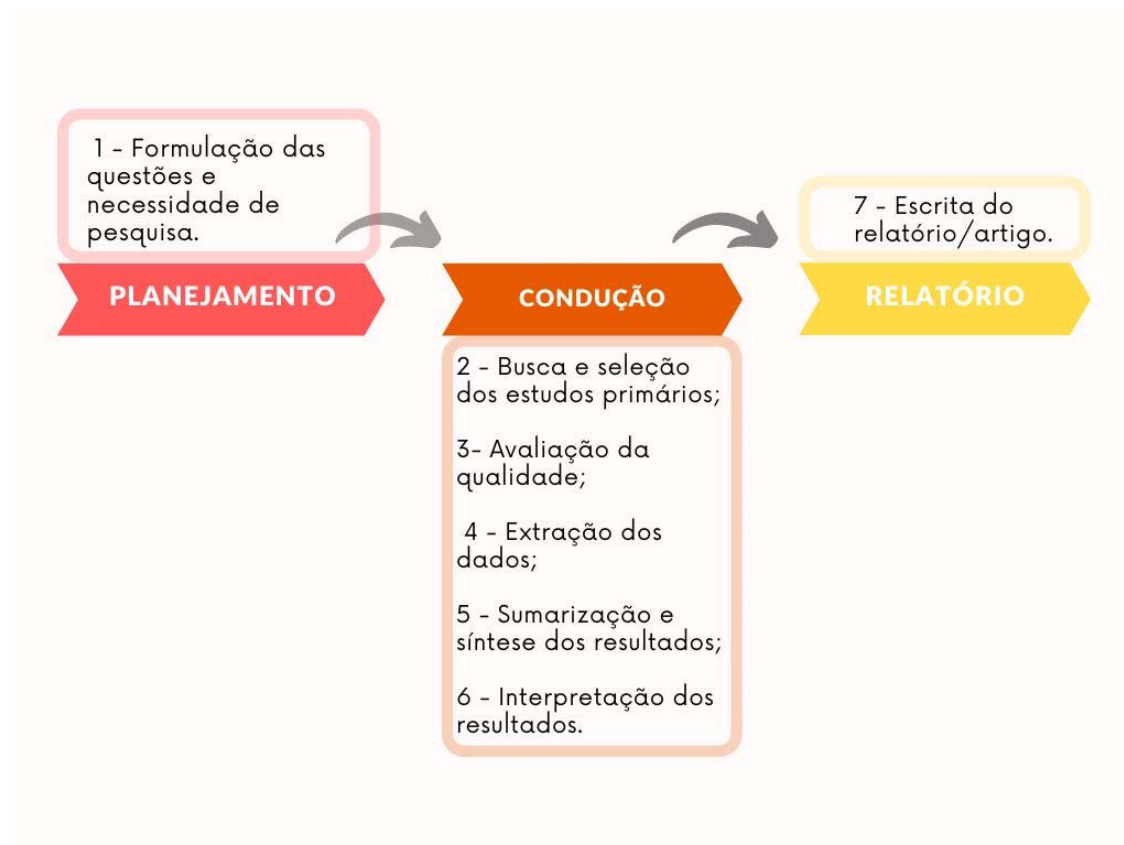 1 - Formulação das
questões e
necessidade de
pesquisa.
PLANEJAMENTO
CONDUÇÃO
2 - Busca e seleção
dos estudos primários;
3- Avaliação da
qualidade;
4 - Extração dos
dados;
5 - Sumarização e
síntese dos resultados;
6 - Interpretação dos
resultados.
7 - Escrita do
relatório/artigo.
RELATÓRIO